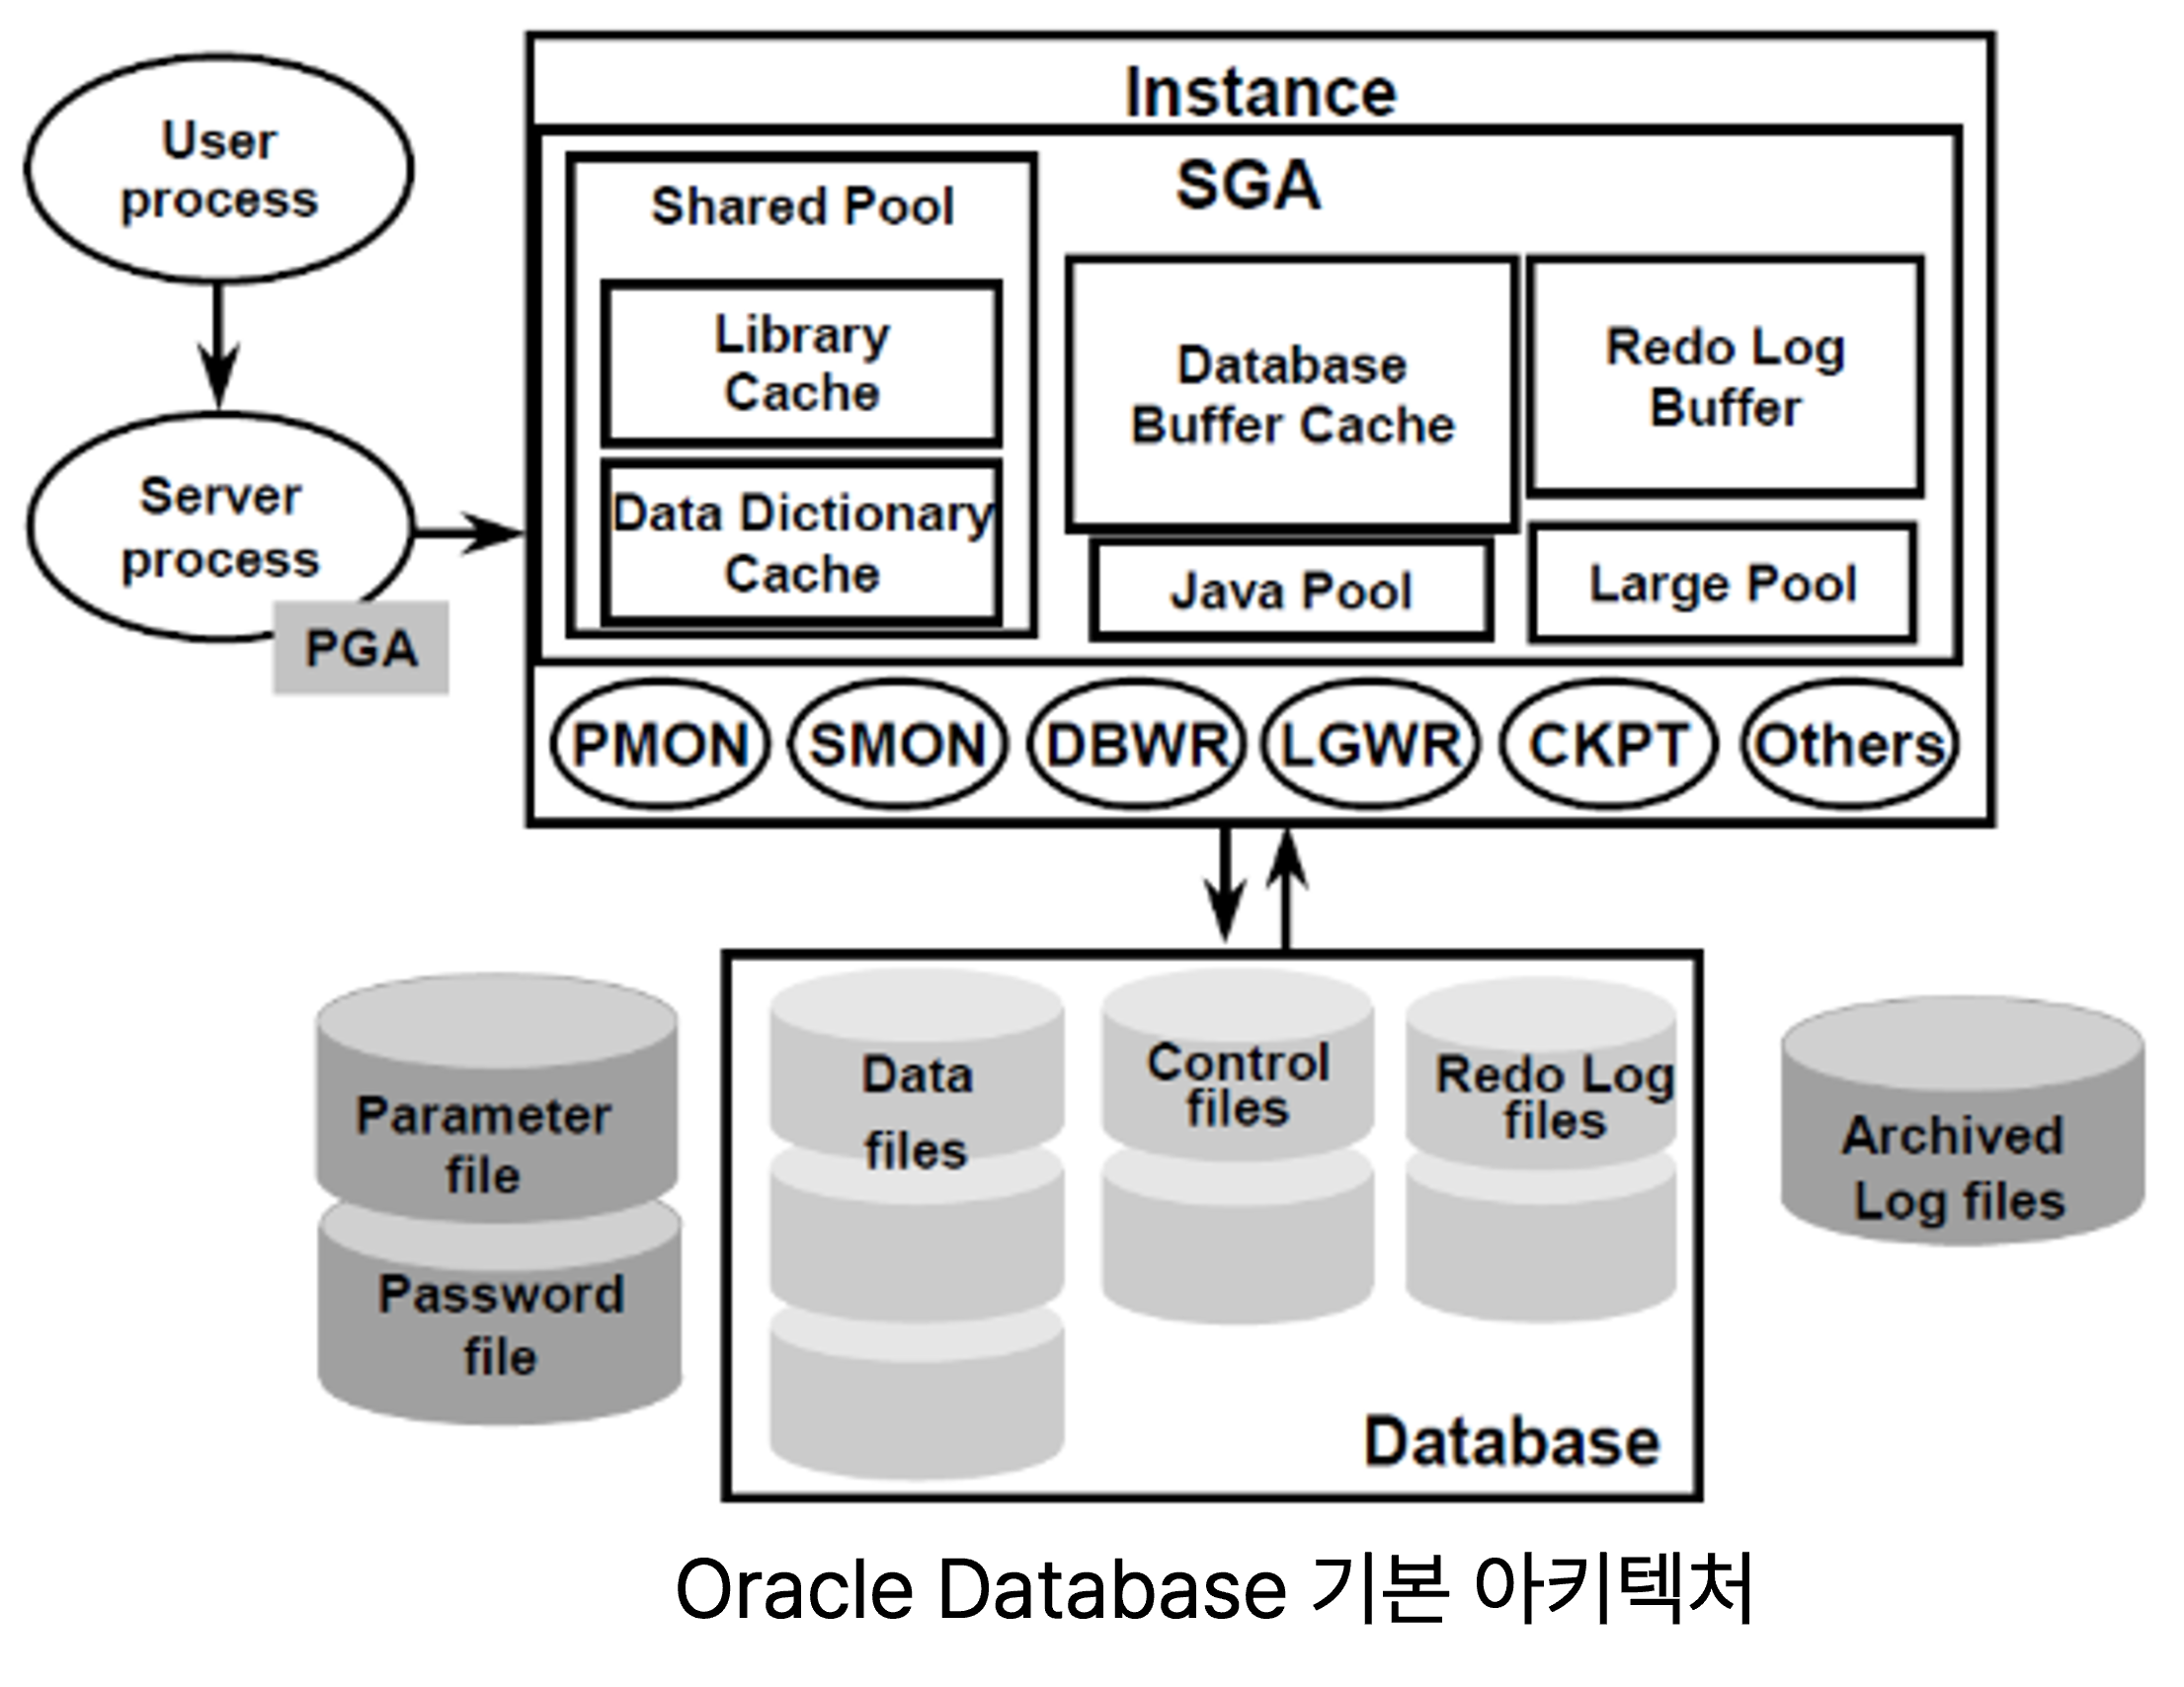 User
process
Server
process
PGA
Instance
SGA
Shared Pool
Library
Cache
Data Dictionary
Cache
Database
Buffer Cache
Redo Log
Buffer
Java Pool
Large Pool
PMON
SMON
DBWR
LGWR
CKPT
Others
Parameter
file
Password
file
Data
files
Control
files
Redo Log
files
Database
Archived
Log files
Oracle Database 기본 아키텍처